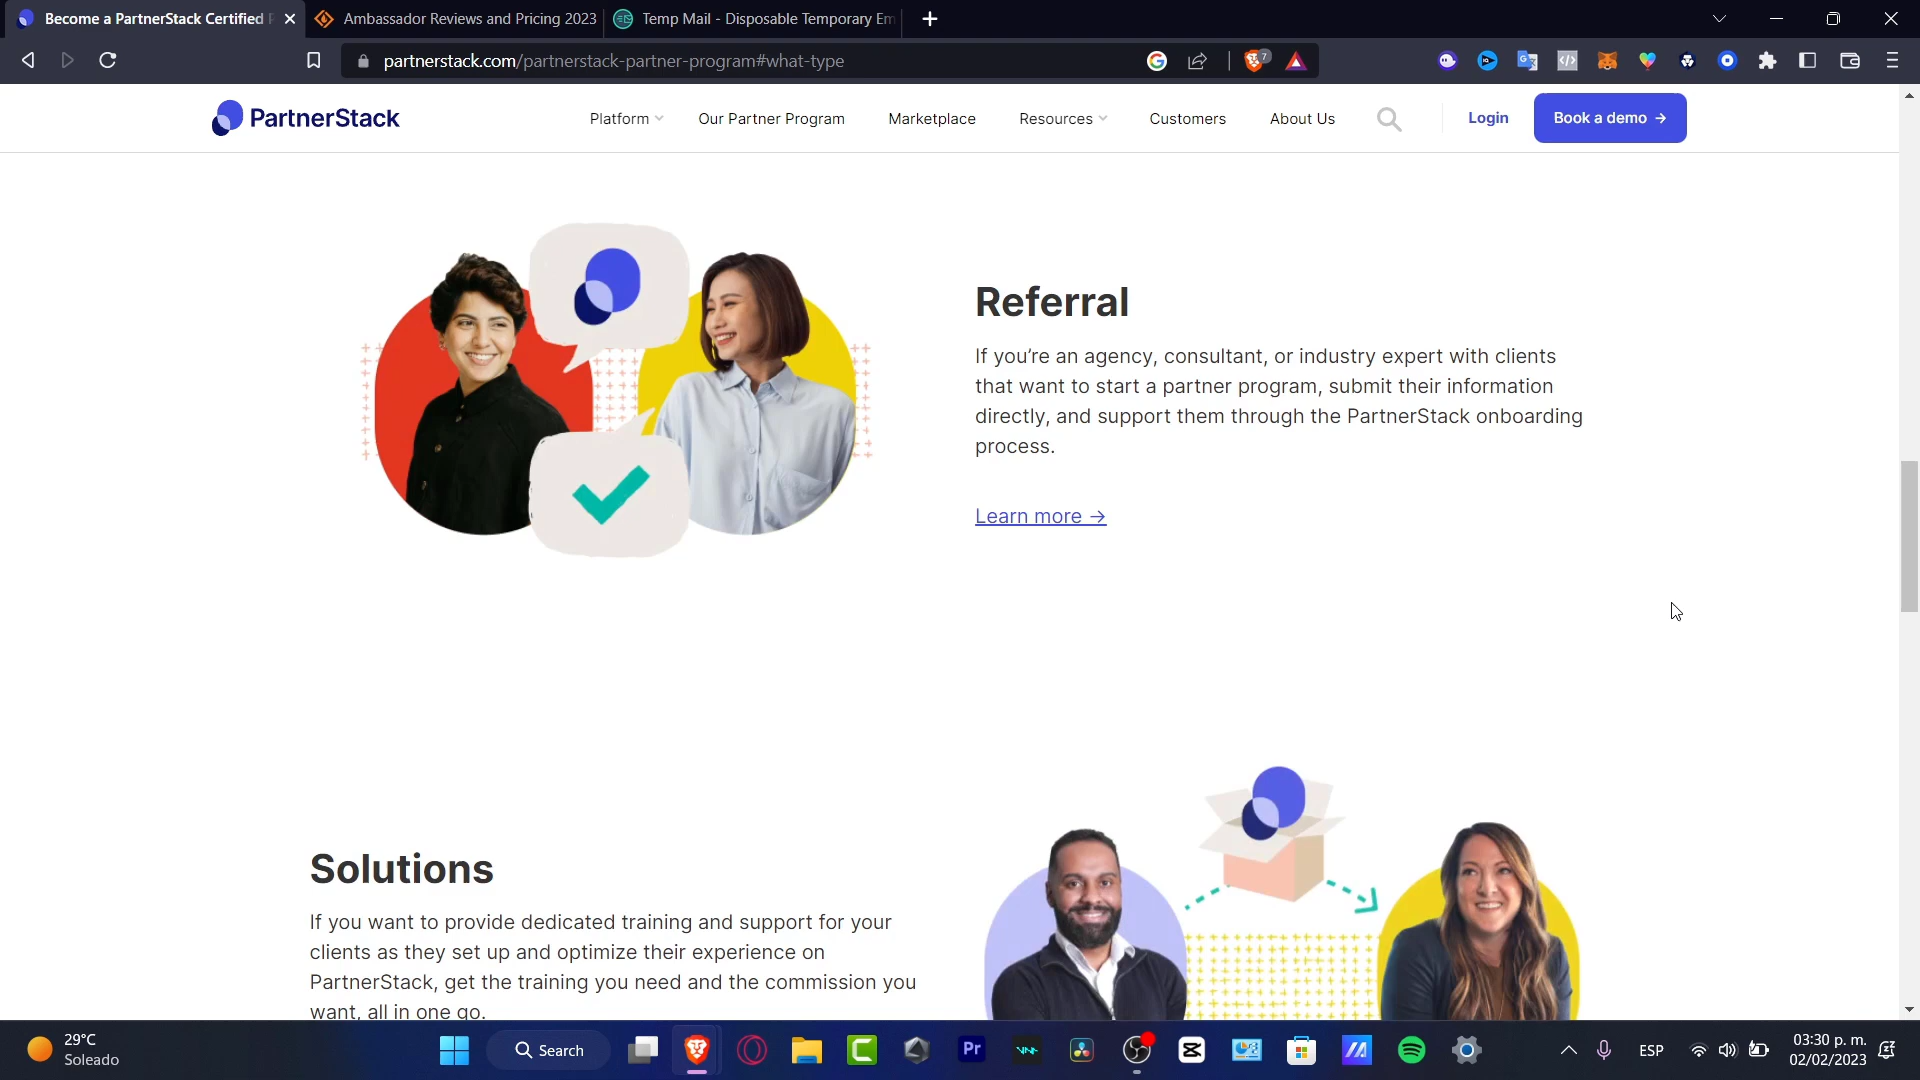 Become a PartnerStack Certified
Ambassador Reviews and Pricing 2023
Temp Mail - Disposable Temporary Em
partnerstack.com/partnerstack-partner-program#what-type
7
PartnerStack
Platform
Our Partner Program
Marketplace
Resources
Customers
About Us
Login
Book a demo →
Referral
If you're an agency, consultant, or industry expert with clients
that want to start a partner program, submit their information
directly, and support them through the PartnerStack onboarding
process.
Learn more →
Solutions
If you want to provide dedicated training and support for your
clients as they set up and optimize their experience on
PartnerStack, get the training you need and the commission you
want, all in one go.
29°C
Soleado
Search
Pr
ESP
03:30 p. m.
02/02/2023